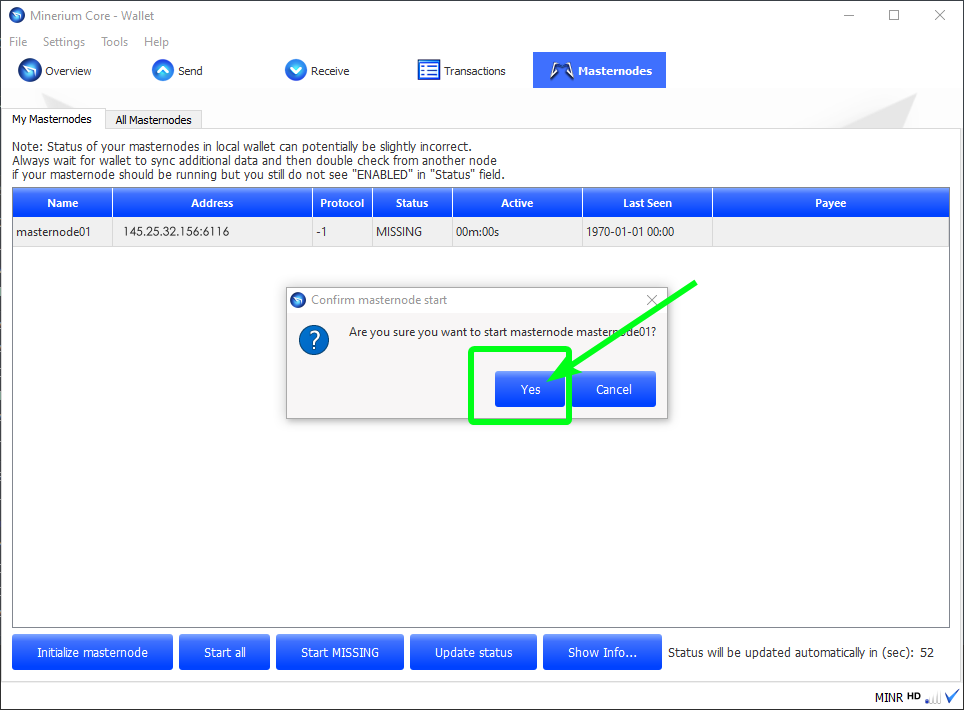 Minerium Core - Wallet
File Settings Tools Help
Overview Send Receive Transactions Masternodes
My Masternodes All Masternodes
Note: Status of your masternodes in local wallet can potentially be slightly incorrect.
Always wait for wallet to sync additional data and then double check from another node
if your masternode should be running but you still do not see "ENABLED" in "Status" field.
Name Address Protocol Status Active Last Seen Payee
masternode01 145.25.32.156:6116 -1 MISSING 00m:00s 1970-01-01 00:00
Confirm masternode start
? Are you sure you want to start masternode masternode01?
Yes Cancel
Initialize masternode Start all Start MISSING Update status Show Info... Status will be updated automatically in (sec): 52
MINR HD